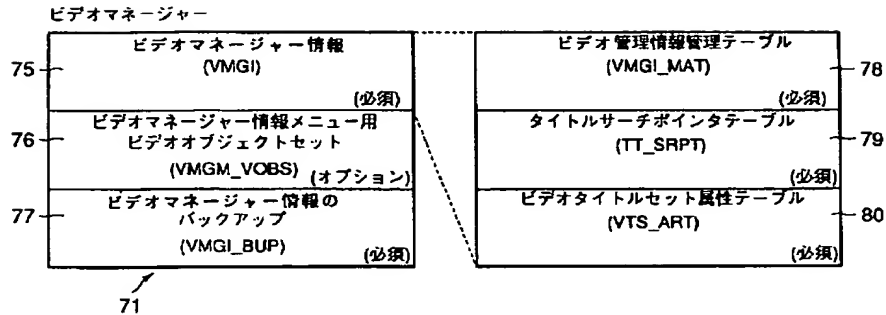 ビデオマネージャー
ビデオマネージャー情報
(VMGI)
(必須)
75
ビデオマネージャー情報メニュー用
ビデオオブジェクトセット
(VMGM_VOBS) (オプション)
76
ビデオマネージャー情報の
バックアップ
(VMGI_BUP)
(必須)
77
71
ビデオ管理情報管理テーブル
(VMGI_MAT)
(必須)
78
タイトルサーチポインタテーブル
(TT_SRPT)
(必須)
79
ビデオタイトルセット属性テーブル
(VTS_ART)
(必須)
80